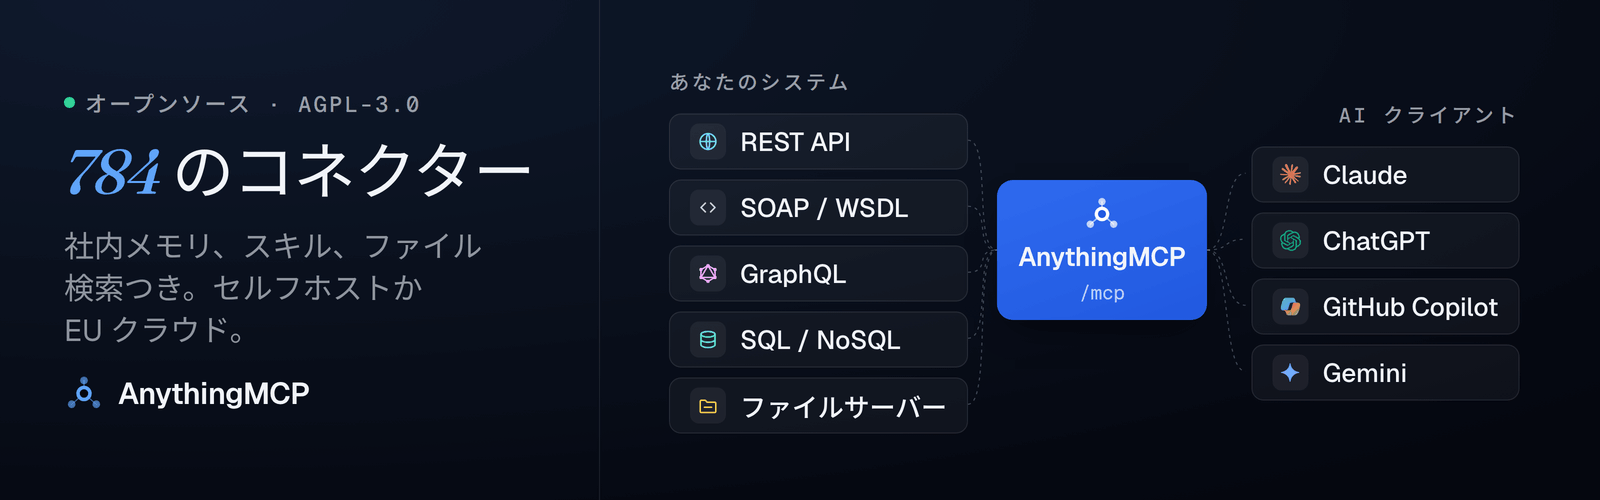 オープンソース · AGPL-3.0
784 のコネクター
社内メモリ、スキル、ファイル
検索つき。セルフホストか
EU クラウド。
AnythingMCP
あなたのシステム
REST API
SOAP / WSDL
GraphQL
SQL / NoSQL
ファイルサーバー
AnythingMCP
/mcp
AI クライアント
Claude
ChatGPT
GitHub Copilot
Gemini